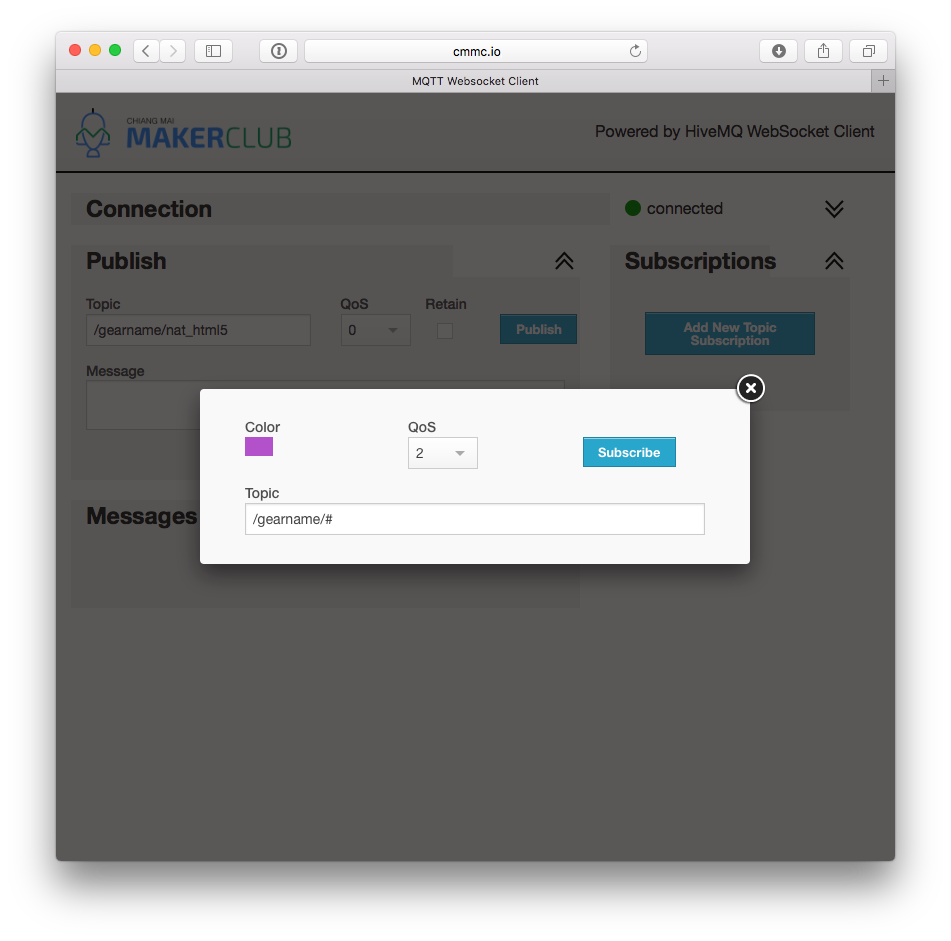 cmmc.io
MQTT Websocket Client
CHIANG MAI
MAKERCLUB
Powered by HiveMQ WebSocket Client
Connection
connected
Publish
Subscriptions
Topic
QoS
Retain
/gearname/nat_html5
0
Publish
Add New Topic
Subscription
Message
Color
QoS
2
Subscribe
Topic
/gearname/#
Messages